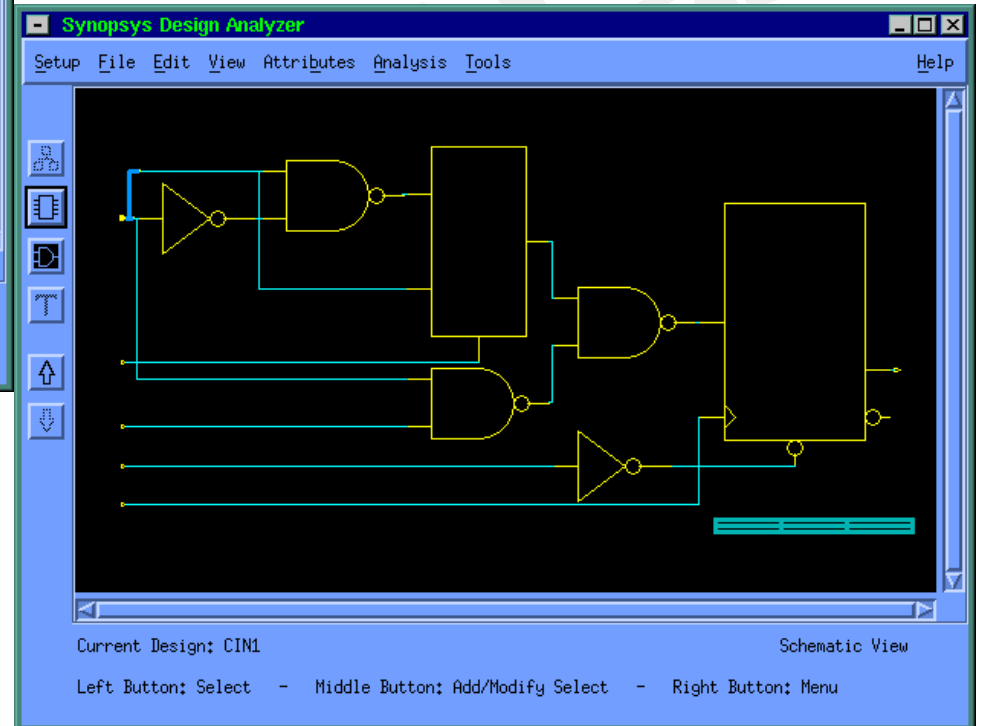 Synopsys Design Analyzer
Setup File Edit View Attributes Analysis Tools Help
Current Design: CIN1 Schematic View
Left Button: Select - Middle Button: Add/Modify Select - Right Button: Menu